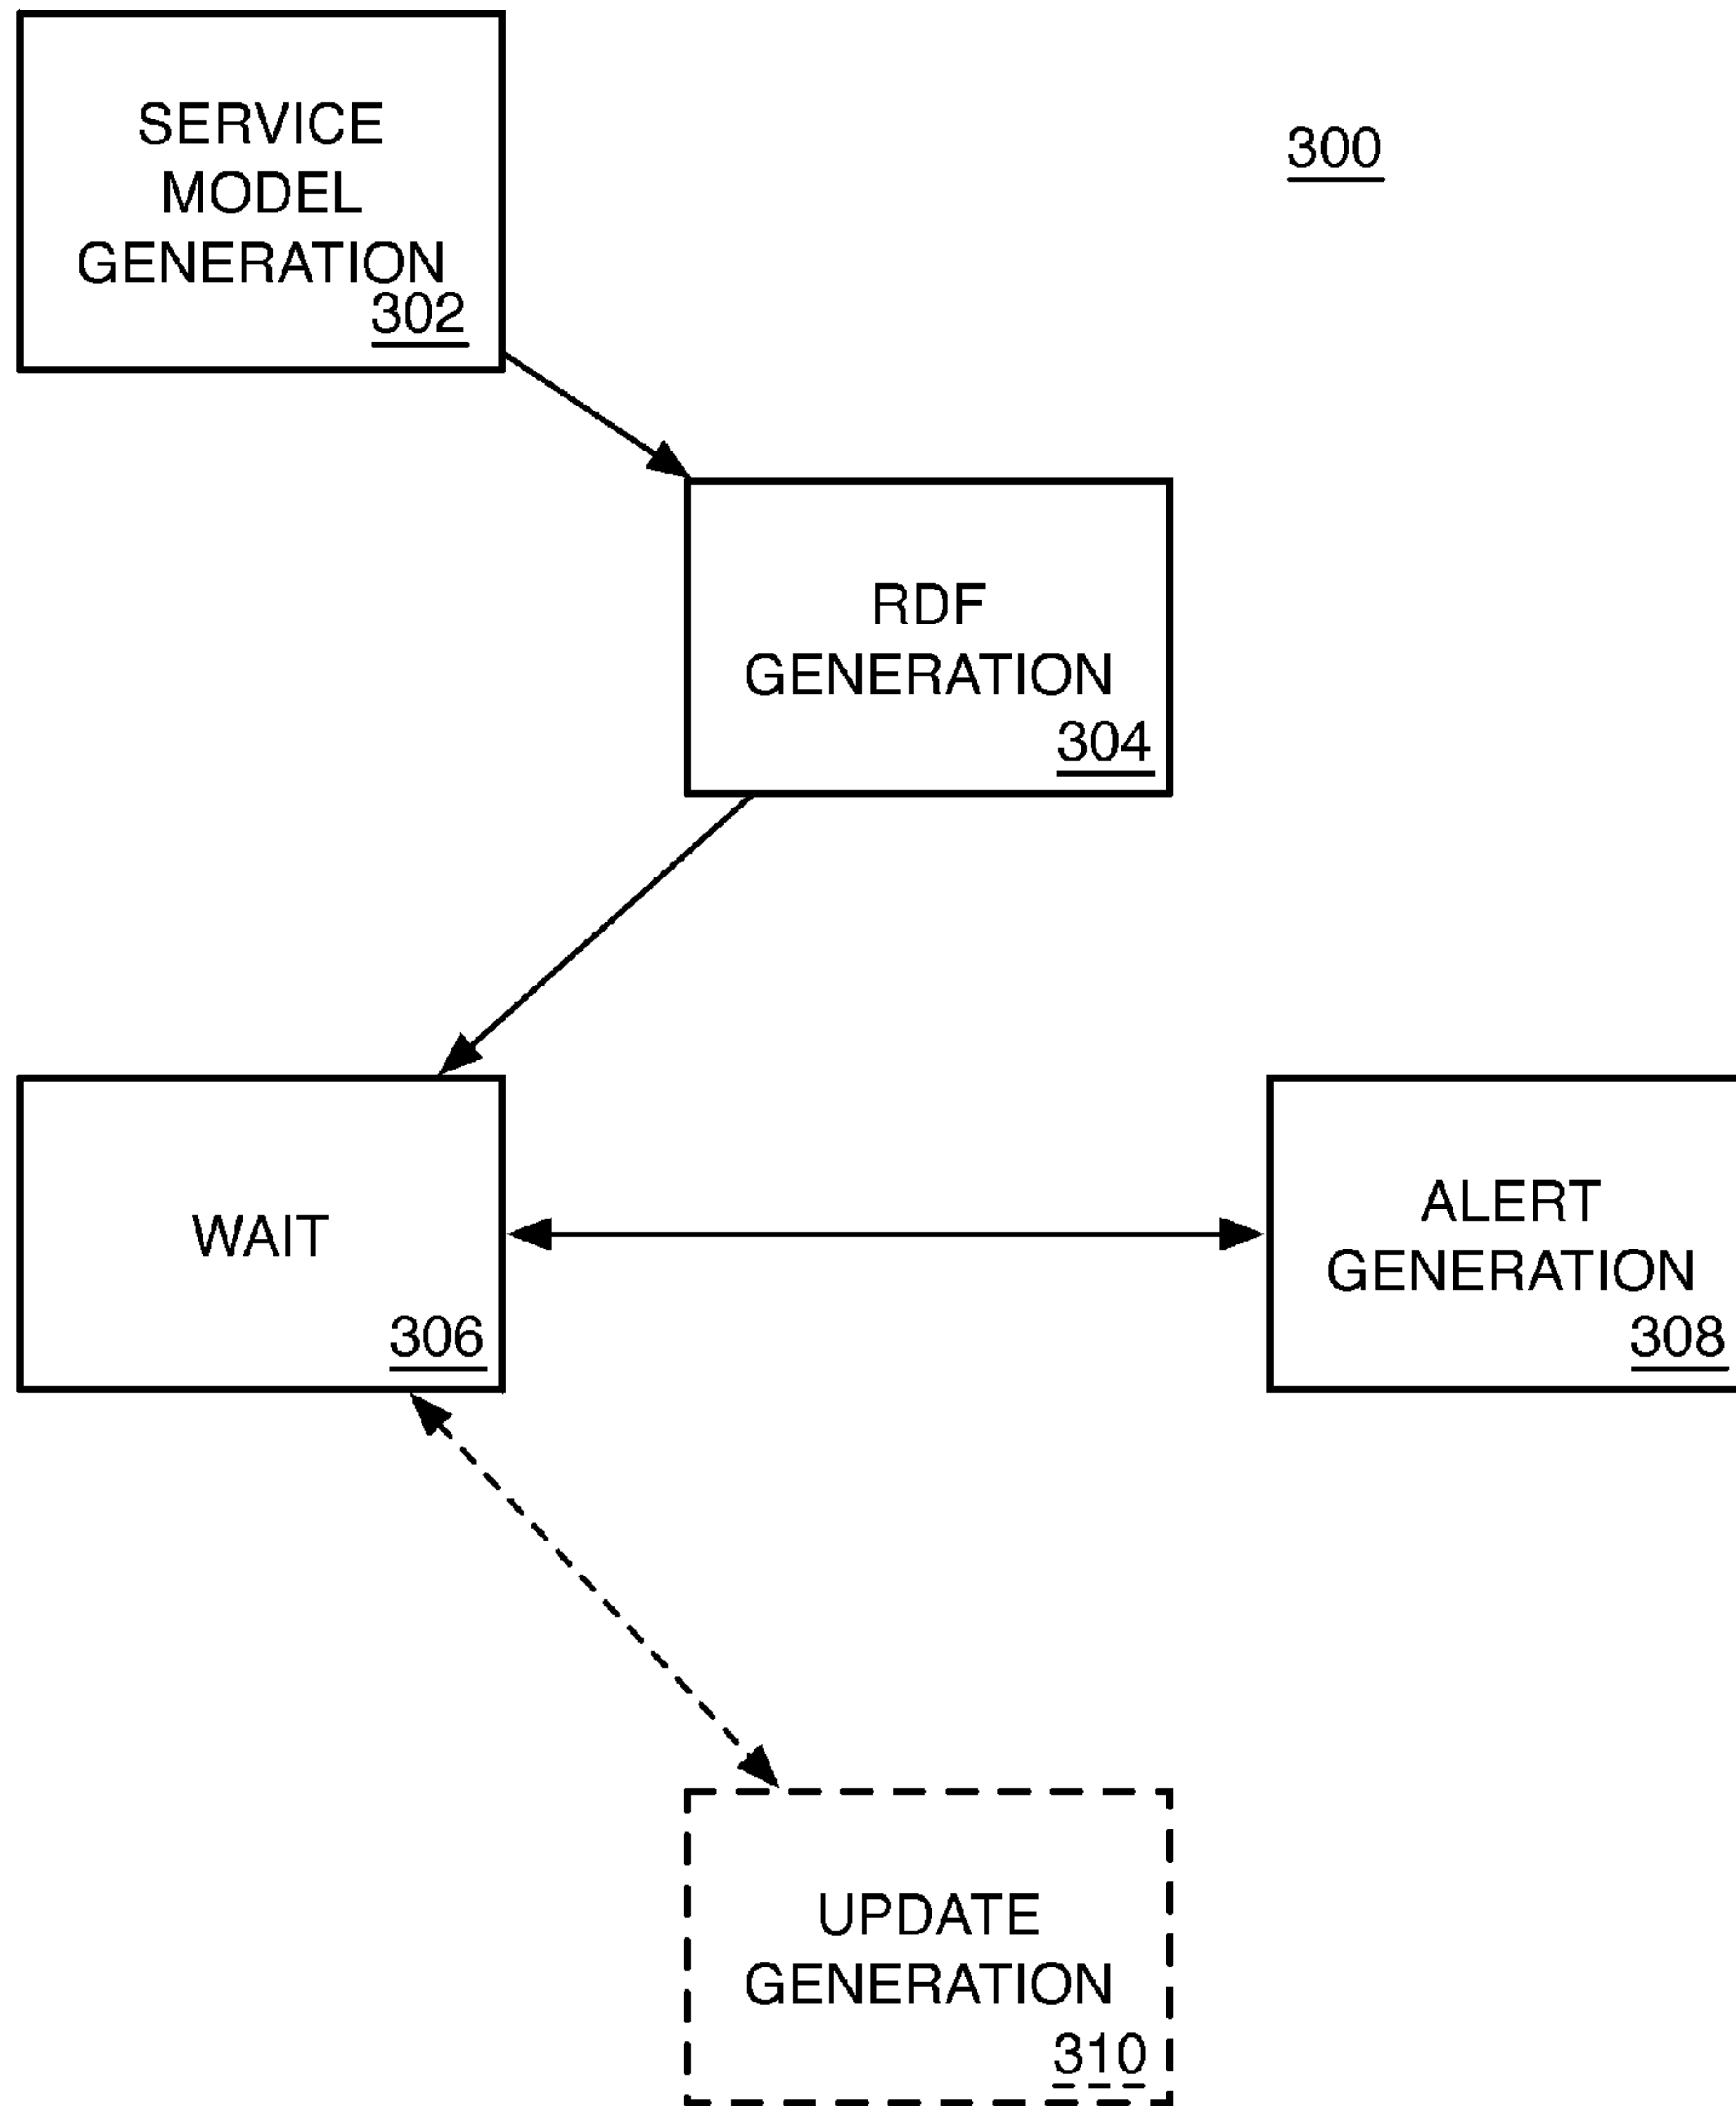 SERVICE
MODEL
GENERATION
302
300
RDF
GENERATION
304
WAIT
306
ALERT
GENERATION
308
UPDATE
GENERATION
310